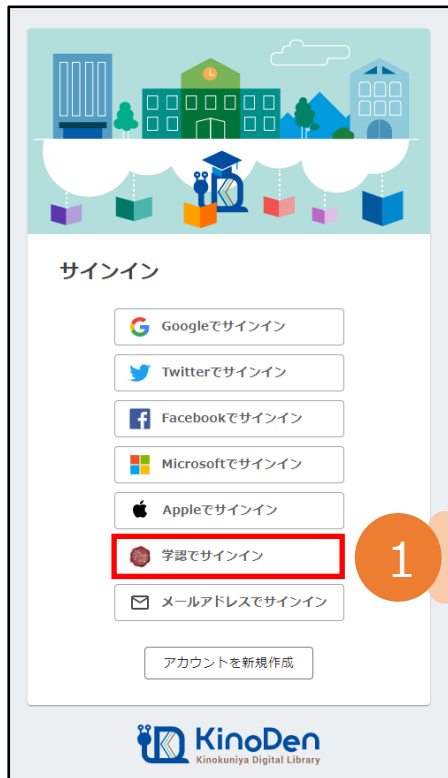 サインイン
Googleでサインイン
Twitterでサインイン
Facebookでサインイン
Microsoftでサインイン
Appleでサインイン
学認でサインイン
1
メールアドレスでサインイン
アカウントを新規作成
KinoDen
Kinokuniya Digital Library